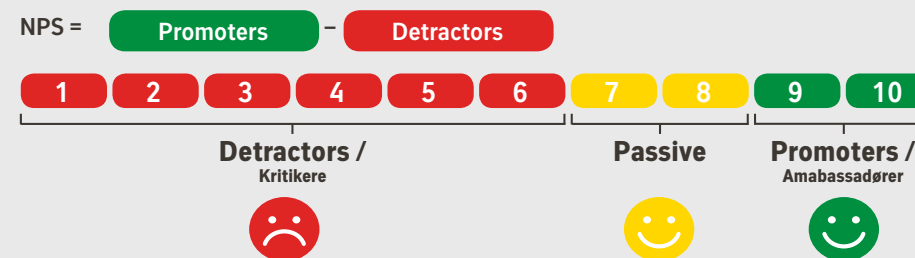 NPS = Promoters – Detractors
1 2 3 4 5 6 7 8 9 10
Detractors / Passive Promoters /
Kritikere Amabassadører